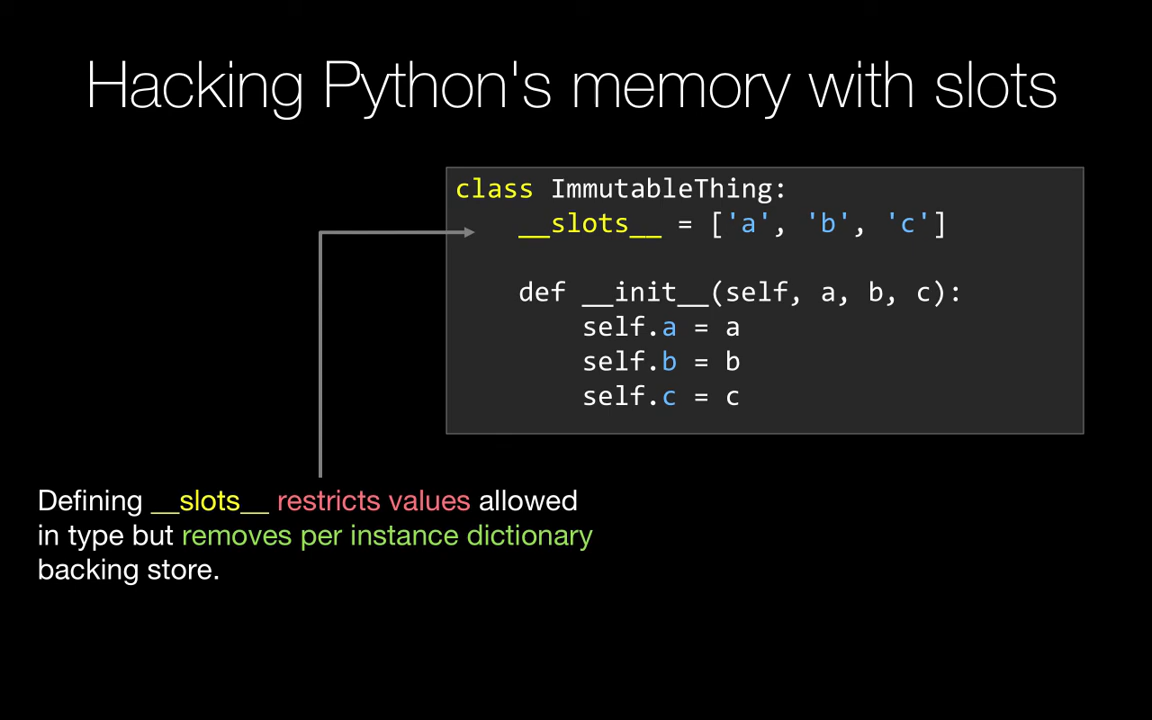 Hacking Python's memory with slots
class ImmutableThing:
    __slots__ = ['a', 'b', 'c']
    def __init__(self, a, b, c):
        self.a = a
        self.b = b
        self.c = c
Defining __slots__ restricts values allowed
in type but removes per instance dictionary
backing store.